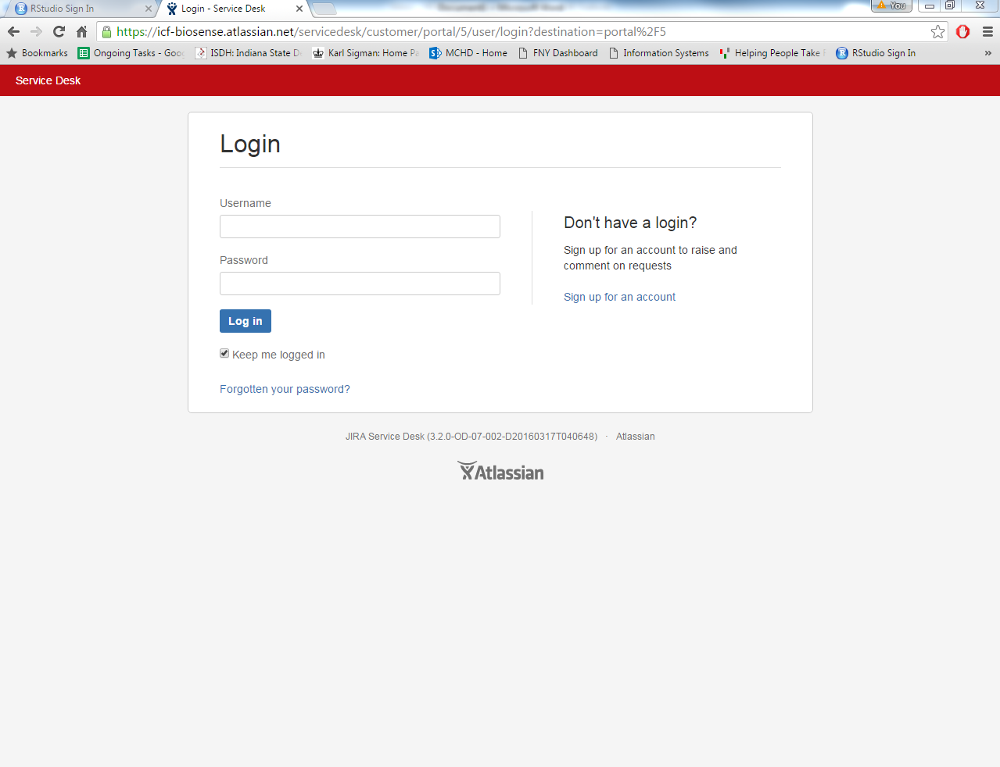 RStudio Sign In
Login - Service Desk
You
https://icf-biosense.atlassian.net/servicedesk/customer/portal/5/user/login?destination=portal%2F5
Bookmarks
Ongoing Tasks - Goog
ISDH: Indiana State D
Karl Sigman: Home Pa
MCHD - Home
FNY Dashboard
Information Systems
Helping People Take
RStudio Sign In
»
Service Desk
Login
Username
Password
Log in
Keep me logged in
Forgotten your password?
Don't have a login?
Sign up for an account to raise and
comment on requests
Sign up for an account
JIRA Service Desk (3.2.0-OD-07-002-D20160317T040648) · Atlassian
Atlassian